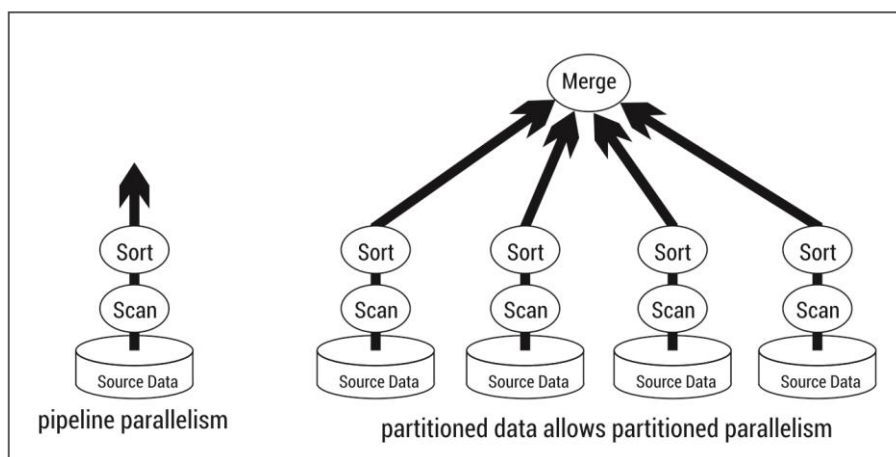 Merge
Sort
Sort
Sort
Sort
Sort
Scan
Scan
Scan
Scan
Scan
Source Data
Source Data
Source Data
Source Data
Source Data
pipeline parallelism
partitioned data allows partitioned parallelism